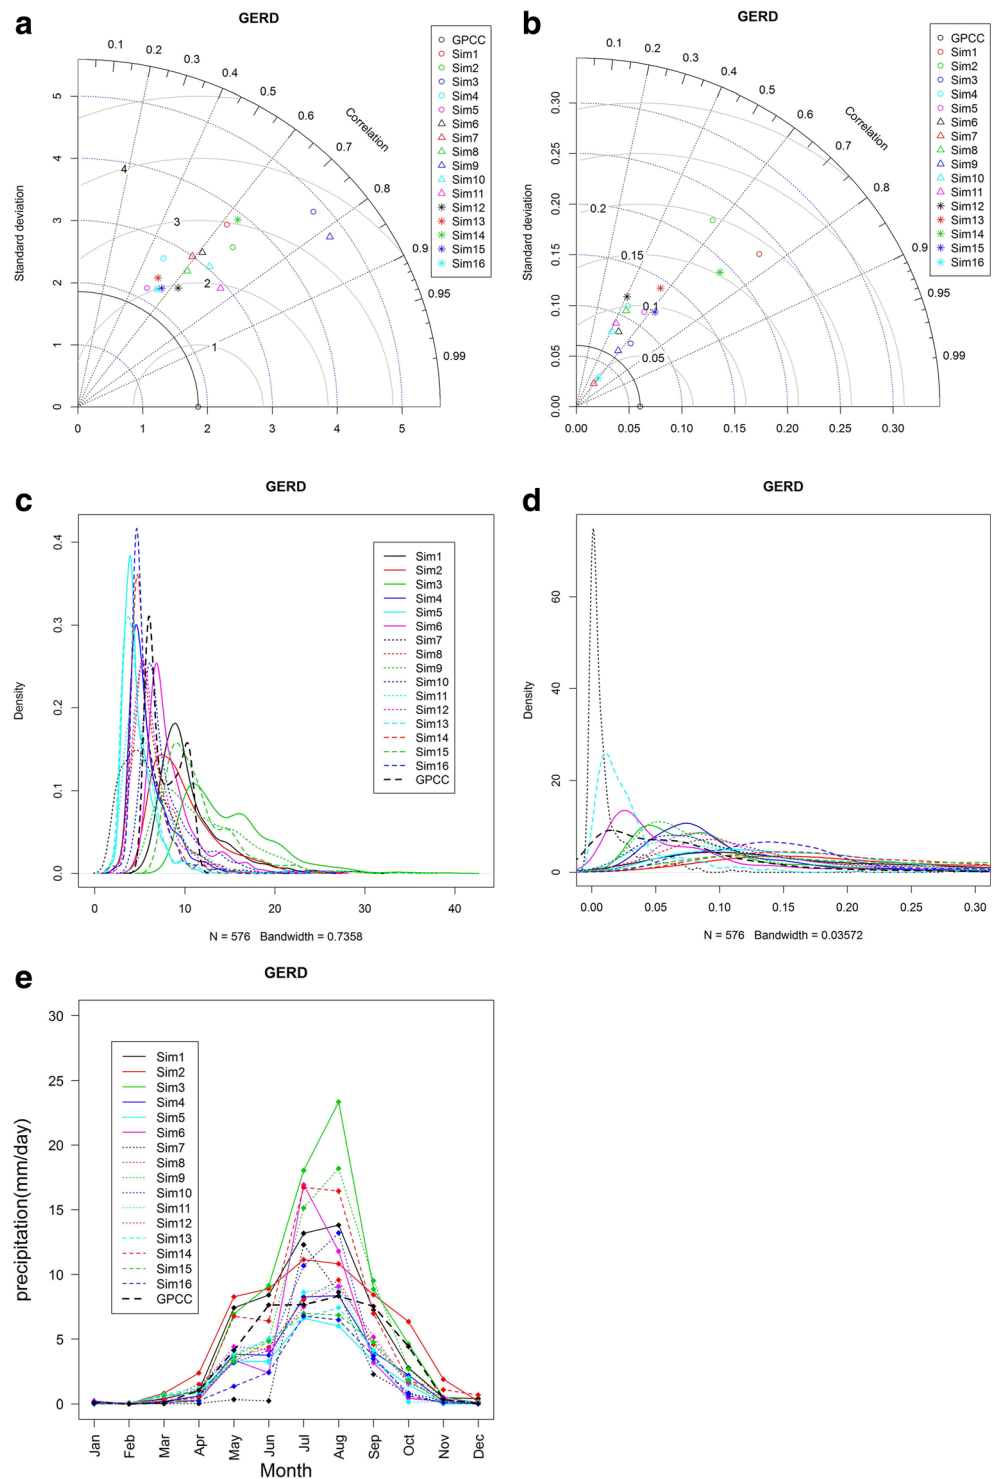 a
GERD
0.1
0.2
0.3
0.4
0.5
0.6
0.7
0.8
0.9
0.95
0.99
Correlation
Standard deviation
5
4
3
2
1
0
4
3
2
1
0
1
2
3
4
5
GPCC
Sim1
Sim2
Sim3
Sim4
Sim5
Sim6
Sim7
Sim8
Sim9
Sim10
Sim11
Sim12
Sim13
Sim14
Sim15
Sim16
b
GERD
0.1
0.2
0.3
0.4
0.5
0.6
0.7
0.8
0.9
0.95
0.99
Correlation
Standard deviation
0.30
0.25
0.20
0.15
0.10
0.05
0.00
0.2
0.15
0.1
0.05
0.00
0.05
0.10
0.15
0.20
0.25
0.30
GPCC
Sim1
Sim2
Sim3
Sim4
Sim5
Sim6
Sim7
Sim8
Sim9
Sim10
Sim11
Sim12
Sim13
Sim14
Sim15
Sim16
c
GERD
Density
0.4
0.3
0.2
0.1
0.0
0
10
20
30
40
N = 576 Bandwidth = 0.7358
Sim1
Sim2
Sim3
Sim4
Sim5
Sim6
Sim7
Sim8
Sim9
Sim10
Sim11
Sim12
Sim13
Sim14
Sim15
Sim16
GPCC
d
GERD
Density
60
40
20
0
0.00
0.05
0.10
0.15
0.20
0.25
0.30
N = 576 Bandwidth = 0.03572
e
GERD
precipitation(mm/day)
30
25
20
15
10
5
0
Sim1
Sim2
Sim3
Sim4
Sim5
Sim6
Sim7
Sim8
Sim9
Sim10
Sim11
Sim12
Sim13
Sim14
Sim15
Sim16
GPCC
Jan
Feb
Mar
Apr
May
Jun
Jul
Aug
Sep
Oct
Nov
Dec
Month